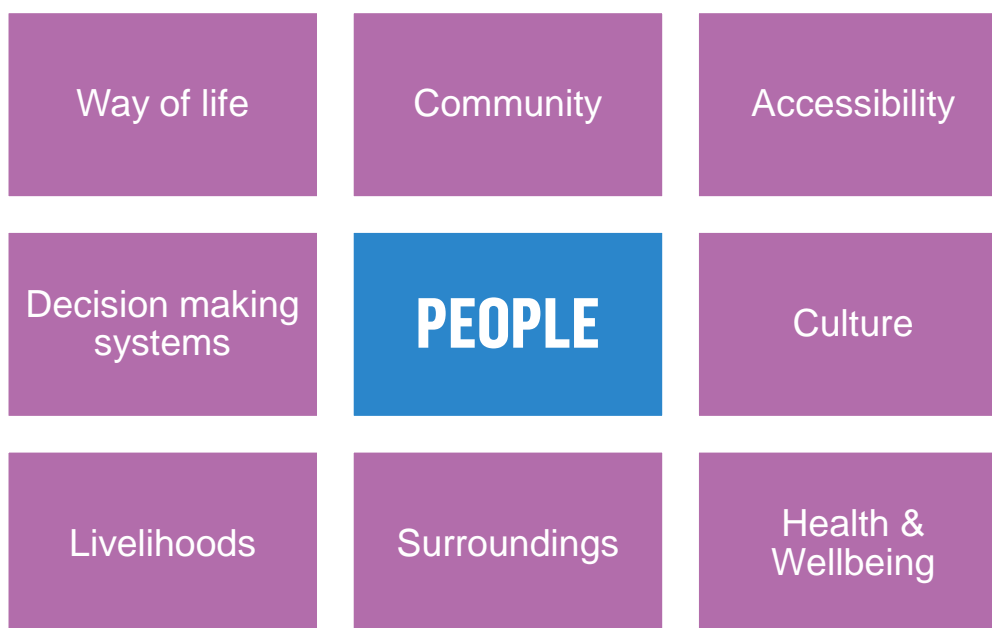 Way of life
Community
Accessibility
Decision making
systems
PEOPLE
Culture
Livelihoods
Surroundings
Health &
Wellbeing